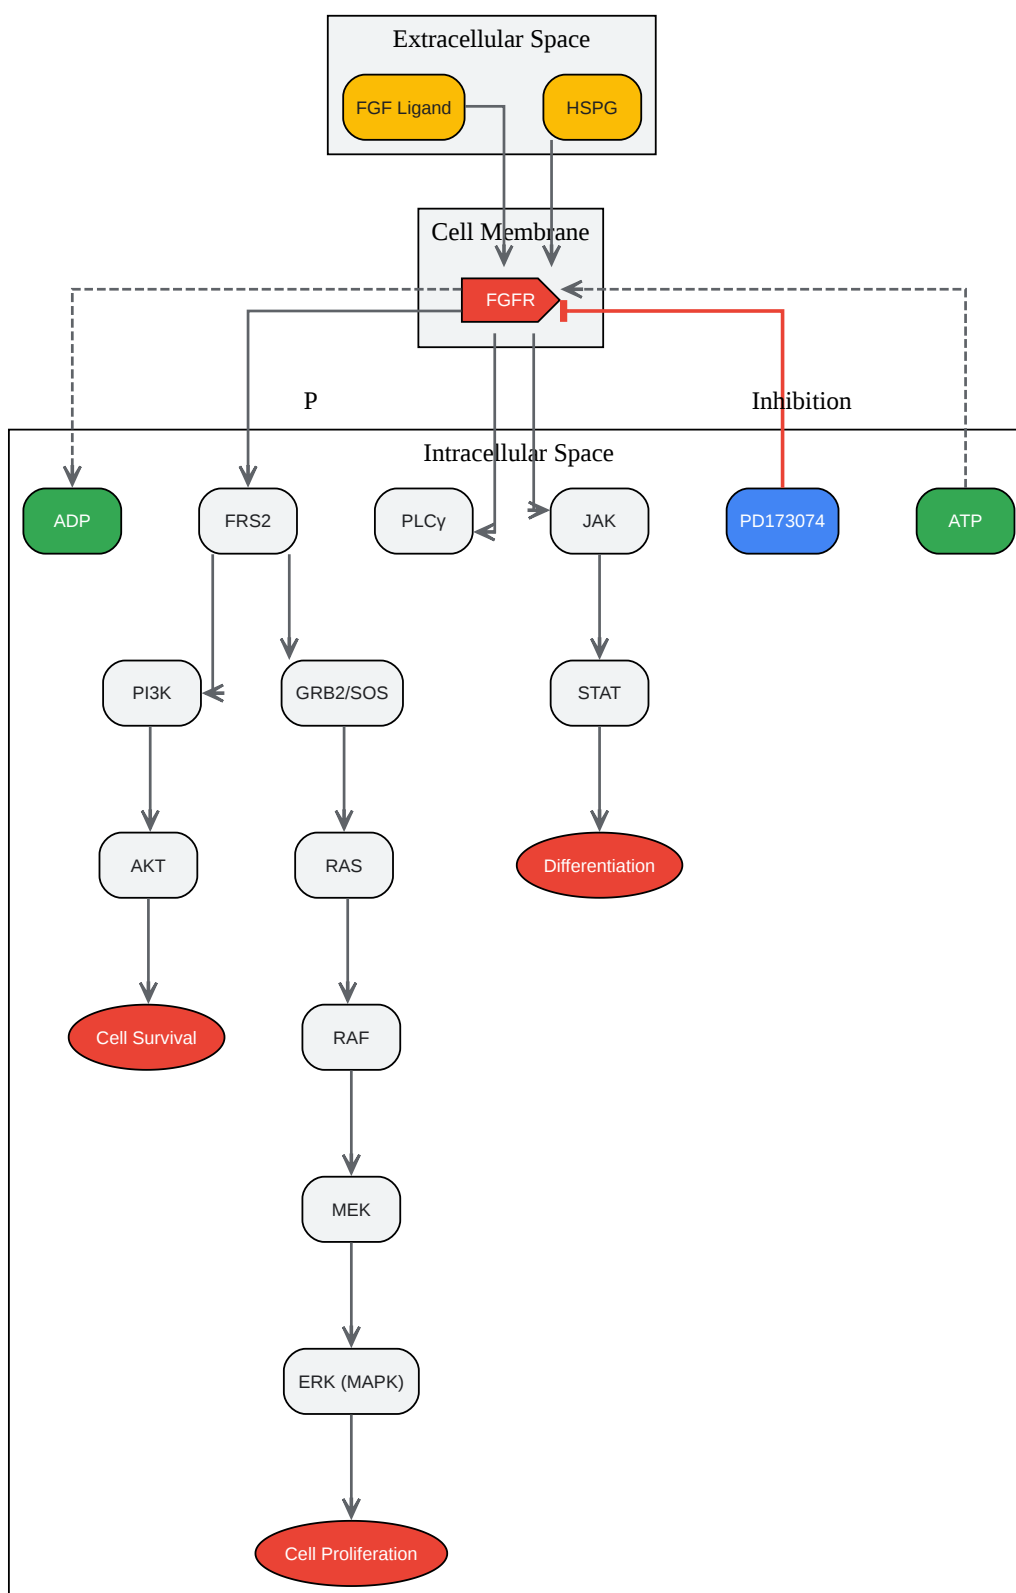 Extracellular Space
FGF Ligand
HSPG
Cell Membrane
FGFR
P
Inhibition
Intracellular Space
ADP
FRS2
PLCγ
JAK
PD173074
ATP
PI3K
GRB2/SOS
STAT
AKT
RAS
Differentiation
Cell Survival
RAF
MEK
ERK (MAPK)
Cell Proliferation